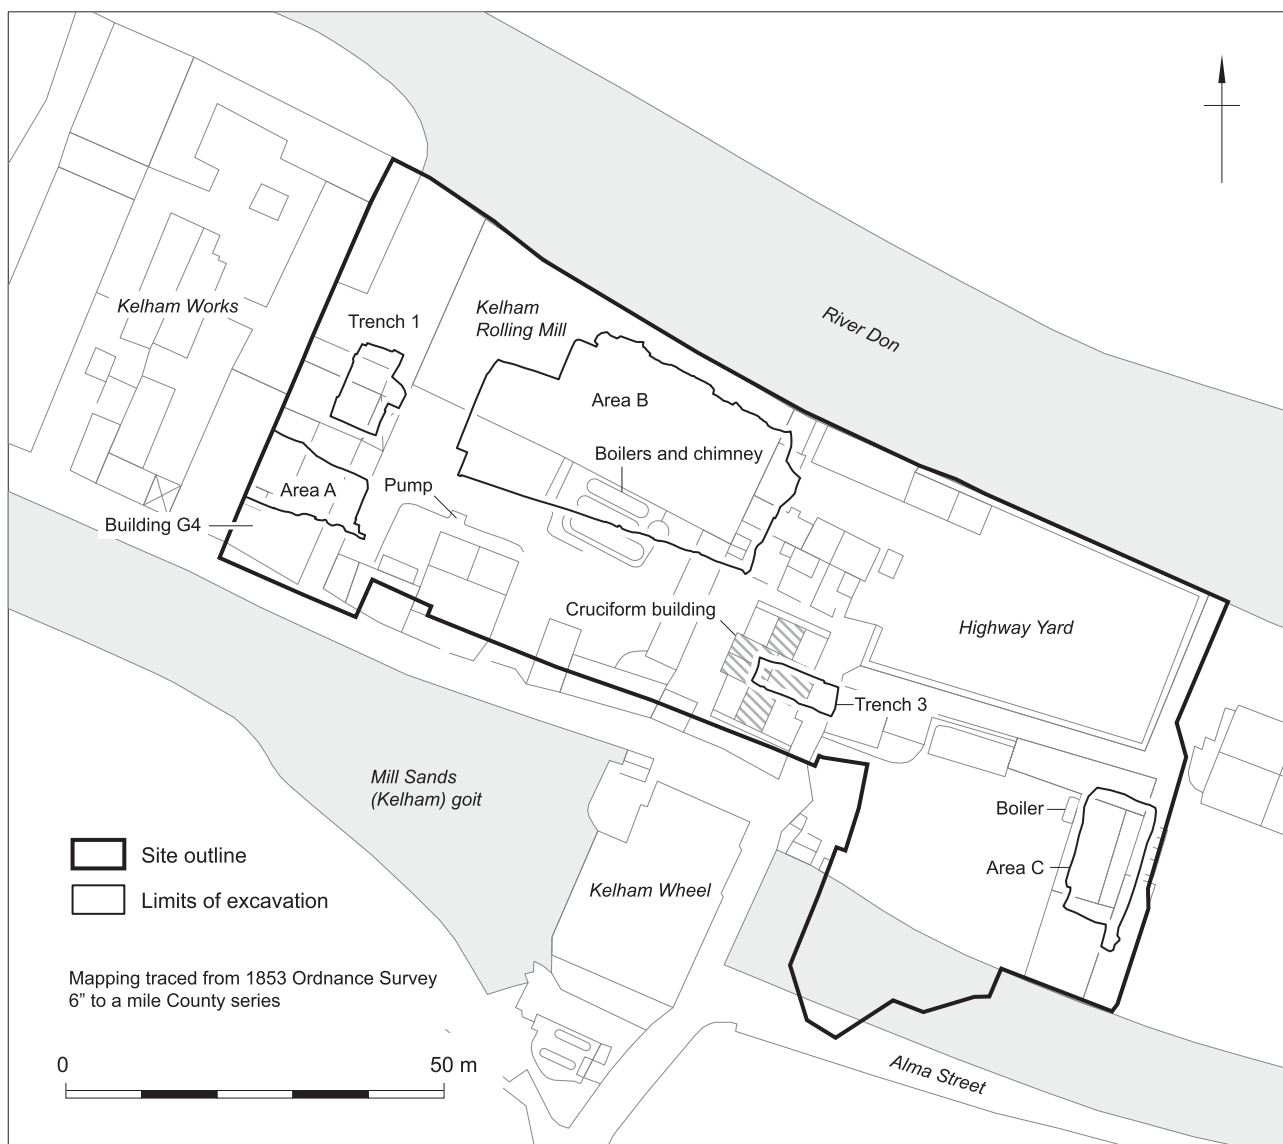 Kelham Works
Trench 1
Kelham
Rolling Mill
River Don
Area B
Boilers and chimney
Area A
Pump
Building G4
Cruciform building
Highway Yard
Trench 3
Mill Sands
(Kelham) goit
Boiler
Area C
Kelham Wheel
Site outline
Limits of excavation
Mapping traced from 1853 Ordnance Survey
6” to a mile County series
0
50 m
Alma Street